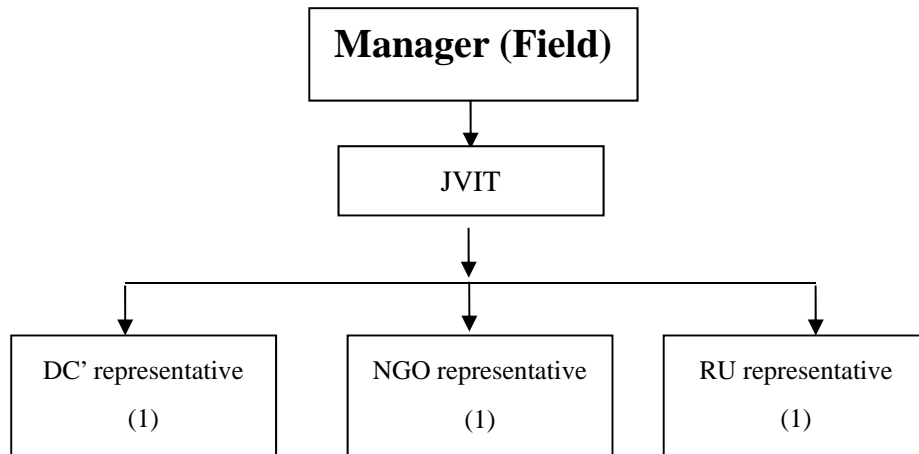 Manager (Field)
JVIT
DC’ representative
(1)
NGO representative
(1)
RU representative
(1)